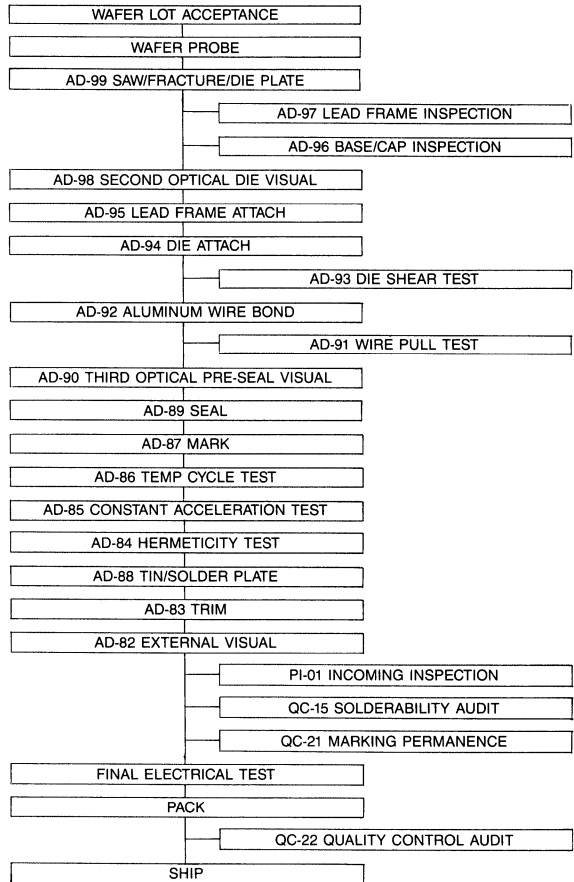 WAFER LOT ACCEPTANCE
WAFER PROBE
AD-99 SAW/FRACTURE/DIE PLATE
AD-97 LEAD FRAME INSPECTION
AD-96 BASE/CAP INSPECTION
AD-98 SECOND OPTICAL DIE VISUAL
AD-95 LEAD FRAME ATTACH
AD-94 DIE ATTACH
AD-93 DIE SHEAR TEST
AD-92 ALUMINUM WIRE BOND
AD-91 WIRE PULL TEST
AD-90 THIRD OPTICAL PRE-SEAL VISUAL
AD-89 SEAL
AD-87 MARK
AD-86 TEMP CYCLE TEST
AD-85 CONSTANT ACCELERATION TEST
AD-84 HERMETICITY TEST
AD-88 TIN/SOLDER PLATE
AD-83 TRIM
AD-82 EXTERNAL VISUAL
PI-01 INCOMING INSPECTION
QC-15 SOLDERABILITY AUDIT
QC-21 MARKING PERMANENCE
FINAL ELECTRICAL TEST
PACK
QC-22 QUALITY CONTROL AUDIT
SHIP